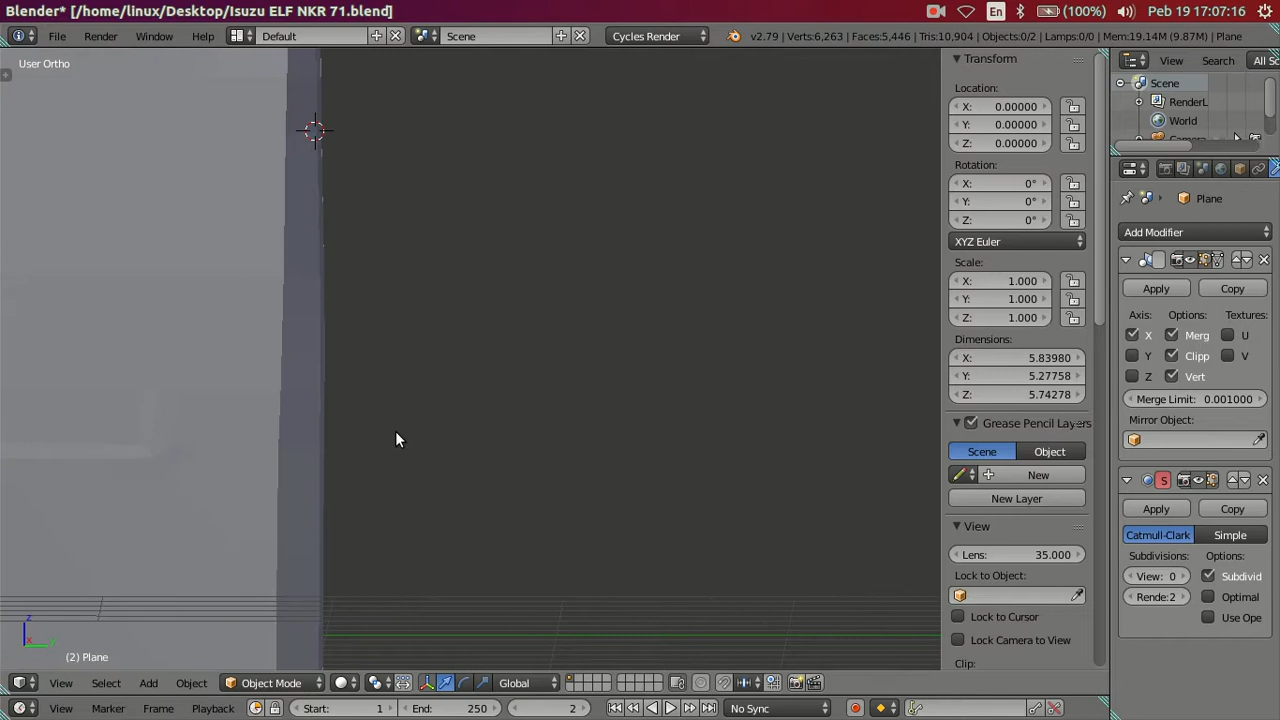 Blender* [/home/linux/Desktop/Isuzu ELF NKR 71.blend]
En (100%) Peb 19 17:07:16
File Render Window Help Default Scene Cycles Render v2.79 | Verts:6,263 | Faces:5,446 | Tris:10,904 | Objects:0/2 | Lamps:0/0 | Mem:19.14M (9.87M) | Plane
User Ortho
Transform
Location:
X: 0.00000
Y: 0.00000
Z: 0.00000
Rotation:
X: 0°
Y: 0°
Z: 0°
XYZ Euler
Scale:
X: 1.000
Y: 1.000
Z: 1.000
Dimensions:
X: 5.83980
Y: 5.27758
Z: 5.74278
Grease Pencil Layers
Scene Object
New
New Layer
View
Lens: 35.000
Lock to Object:
Lock to Cursor
Lock Camera to View
Clip:
View Search All Sc
Scene
RenderL
World
Plane
Add Modifier
Apply Copy
Axis: Options: Textures:
X Merg U
Y Clipp V
Z Vert
Merge Limit: 0.001000
Mirror Object:
S
Apply Copy
Catmull-Clark Simple
Subdivisions: Options:
View: 0 Subdivid
Rende:2 Optimal
Use Ope
z
x y
(2) Plane
View Select Add Object Object Mode Global
View Marker Frame Playback Start: 1 End: 250 2 No Sync